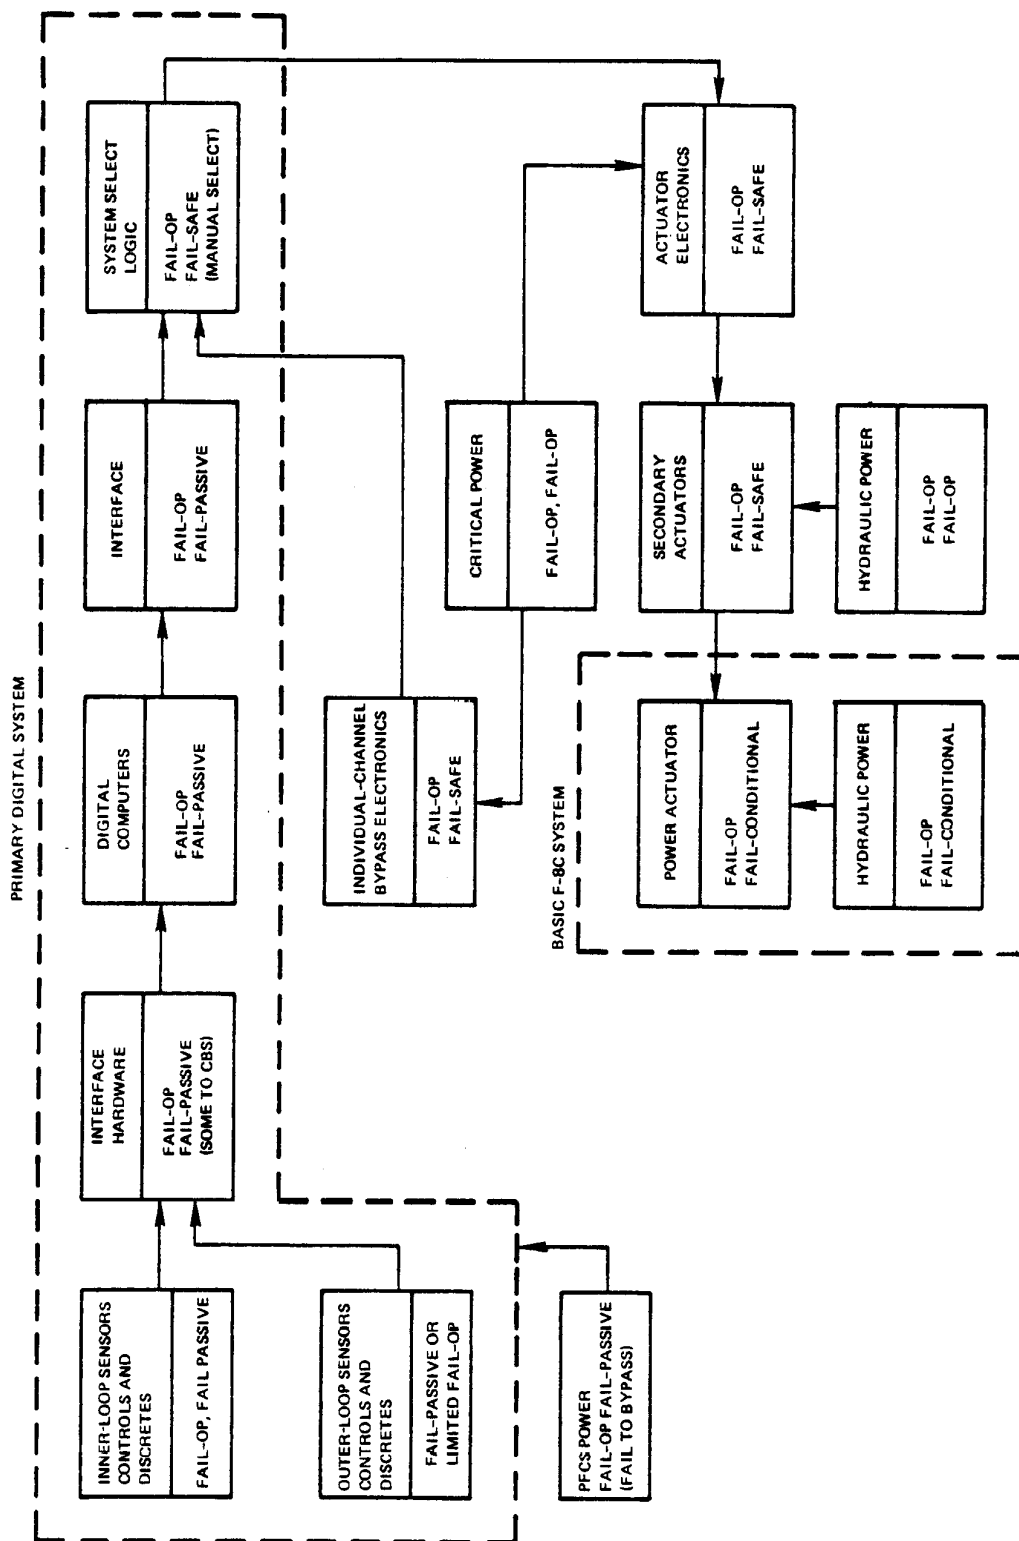 PRIMARY DIGITAL SYSTEM
INNER-LOOP SENSORS
CONTROLS AND
DISCRETES
FAIL-OP, FAIL PASSIVE
INTERFACE
HARDWARE
FAIL-OP
FAIL-PASSIVE
(SOME TO CBS)
DIGITAL
COMPUTERS
FAIL-OP
FAIL-PASSIVE
INTERFACE
FAIL-OP
FAIL-PASSIVE
SYSTEM SELECT
LOGIC
FAIL-OP
FAIL-SAFE
(MANUAL SELECT)
OUTER-LOOP SENSORS
CONTROLS AND
DISCRETES
FAIL-PASSIVE OR
LIMITED FAIL-OP
INDIVIDUAL-CHANNEL
BYPASS ELECTRONICS
FAIL-OP
FAIL-SAFE
CRITICAL POWER
FAIL-OP, FAIL-OP
PFCS POWER
FAIL-OP FAIL-PASSIVE
(FAIL TO BYPASS)
BASIC F-8C SYSTEM
POWER ACTUATOR
FAIL-OP
FAIL-CONDITIONAL
SECONDARY
ACTUATORS
FAIL-OP
FAIL-SAFE
ACTUATOR
ELECTRONICS
FAIL-OP
FAIL-SAFE
HYDRAULIC POWER
FAIL-OP
FAIL-CONDITIONAL
HYDRAULIC POWER
FAIL-OP
FAIL-OP